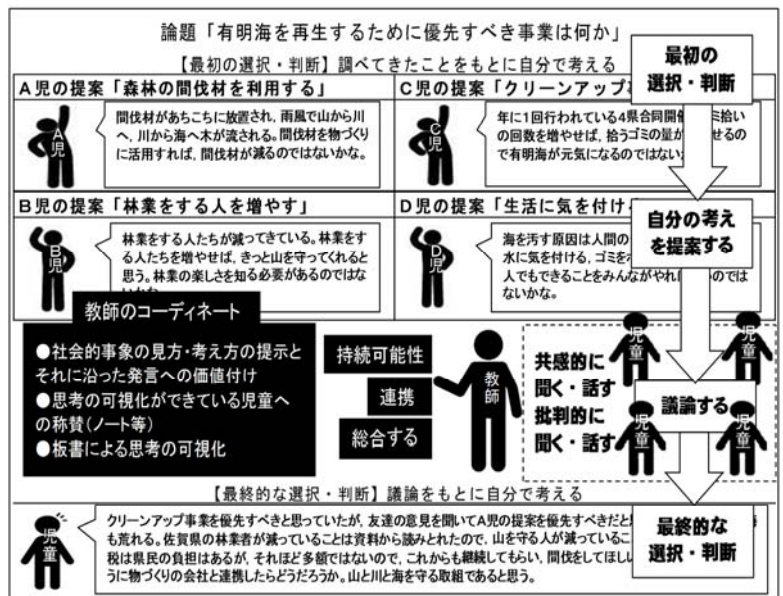 論題「有明海を再生するために優先すべき事業は何か」
【最初の選択・判断】調べてきたことをもとに自分で考える
最初の
選択・判断
A児の提案「森林の間伐材を利用する」
A児
間伐材があちこちに放置され，雨風で山から川
へ，川から海へ木が流される。間伐材を物づくり
に活用すれば，間伐材が減るのではないかな。
C児の提案「クリーンアップ
C児
年に1回行われている4県合同開催
ミ拾い
の回数を増やせば，拾うゴミの量が
せるの
で有明海が元気になるのではない
B児の提案「林業をする人を増やす」
B児
林業をする人たちが減ってきている。林業をす
る人たちを増やせば，きっと山を守ってくれると
思う。林業の楽しさを知る必要があるのではな
D児の提案「生活に気を付ける
D児
海を汚す原因は人間の
水に気を付ける，ゴミを
人でもできることをみんながやれ
のでは
ないかな。
自分の考え
を提案する
教師のコーディネート
●社会的事象の見方・考え方の提示と
それに沿った発言への価値付け
●思考の可視化ができている児童へ
の称賛（ノート等）
●板書による思考の可視化
持続可能性
連携
総合する
教師
共感的に
聞く・話す
批判的に
聞く・話す
児童
児童
児童
児童
議論する
【最終的な選択・判断】議論をもとに自分で考える
児童
クリーンアップ事業を優先すべきと思っていたが，友達の意見を聞いてA児の提案を優先すべきだと
も荒れる。佐賀県の林業者が減っていることは資料から読みとれたので，山を守る人が減っているこ
税は県民の負担はあるが，それほど多額ではないので，これからも継続してもらい，間伐をしてほし
うに物づくりの会社と連携したらどうだろうか。山と川と海を守る取組であると思う。
最終的な
選択・判断